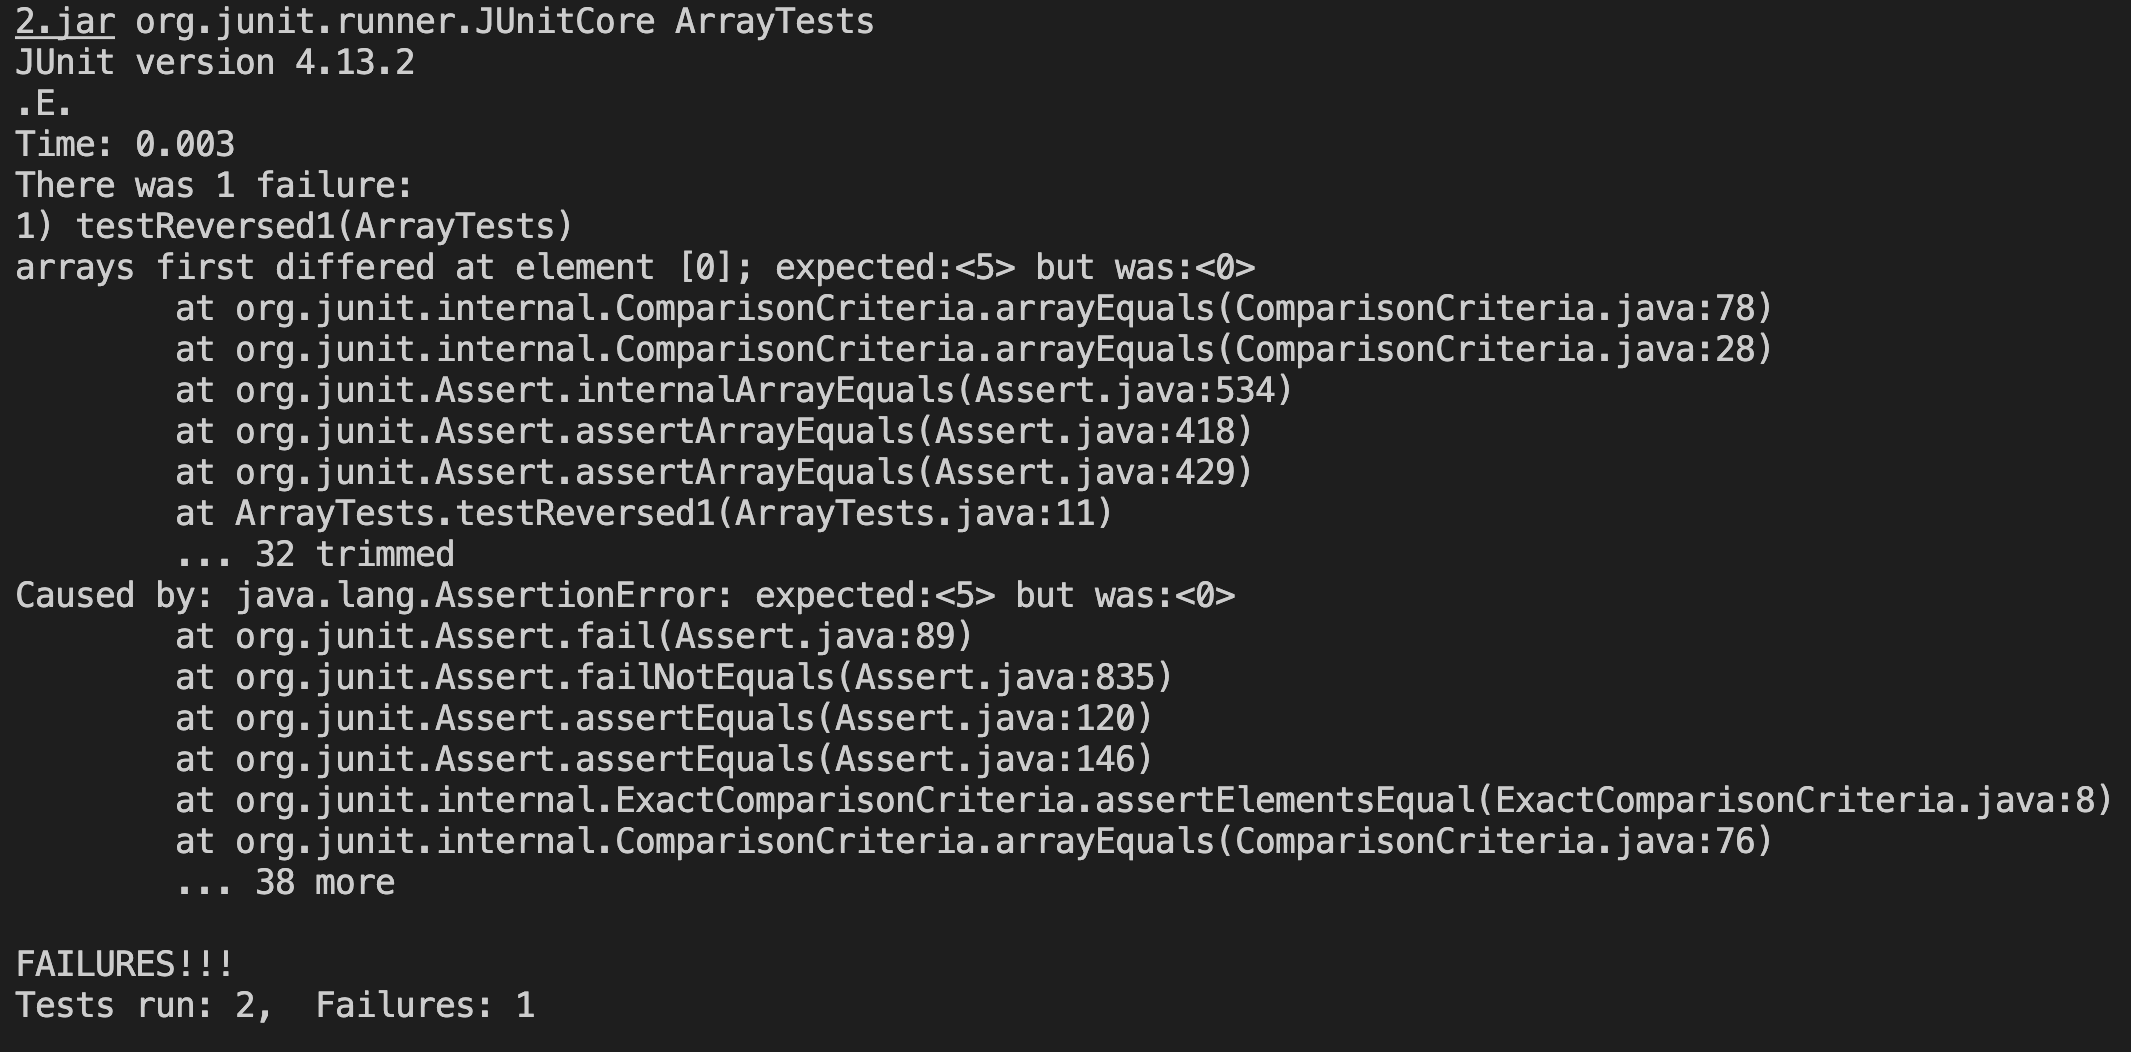 2.jar org.junit.runner.JUnitCore ArrayTests
JUnit version 4.13.2
.E.
Time: 0.003
There was 1 failure:
1) testReversed1(ArrayTests)
arrays first differed at element [0]; expected:<5> but was:<0>
        at org.junit.internal.ComparisonCriteria.arrayEquals(ComparisonCriteria.java:78)
        at org.junit.internal.ComparisonCriteria.arrayEquals(ComparisonCriteria.java:28)
        at org.junit.Assert.internalArrayEquals(Assert.java:534)
        at org.junit.Assert.assertArrayEquals(Assert.java:418)
        at org.junit.Assert.assertArrayEquals(Assert.java:429)
        at ArrayTests.testReversed1(ArrayTests.java:11)
        ... 32 trimmed
Caused by: java.lang.AssertionError: expected:<5> but was:<0>
        at org.junit.Assert.fail(Assert.java:89)
        at org.junit.Assert.failNotEquals(Assert.java:835)
        at org.junit.Assert.assertEquals(Assert.java:120)
        at org.junit.Assert.assertEquals(Assert.java:146)
        at org.junit.internal.ExactComparisonCriteria.assertElementsEqual(ExactComparisonCriteria.java:8)
        at org.junit.internal.ComparisonCriteria.arrayEquals(ComparisonCriteria.java:76)
        ... 38 more

FAILURES!!!
Tests run: 2,  Failures: 1